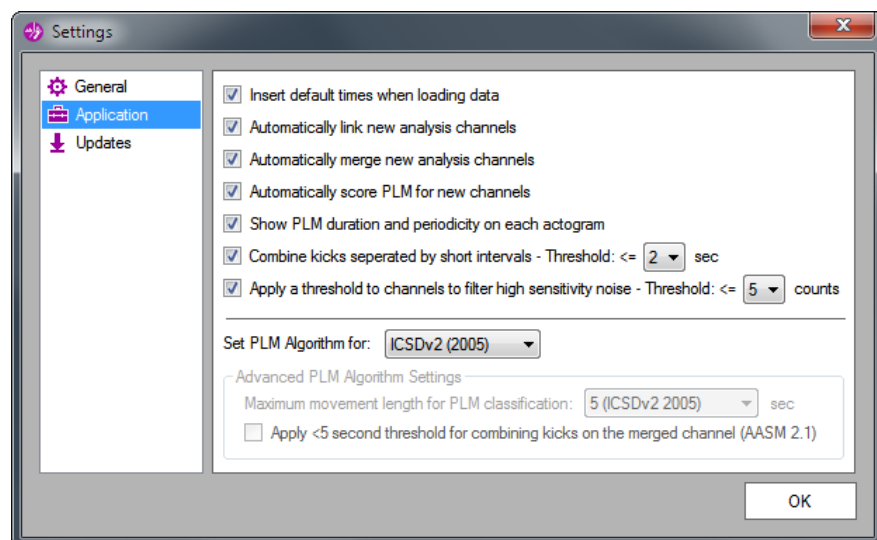 Settings
General
Application
Updates
Insert default times when loading data
Automatically link new analysis channels
Automatically merge new analysis channels
Automatically score PLM for new channels
Show PLM duration and periodicity on each actogram
Combine kicks seperated by short intervals - Threshold: <= 2 sec
Apply a threshold to channels to filter high sensitivity noise - Threshold: <= 5 counts
Set PLM Algorithm for: ICSDv2 (2005)
Advanced PLM Algorithm Settings
Maximum movement length for PLM classification: 5 (ICSDv2 2005) sec
Apply <5 second threshold for combining kicks on the merged channel (AASM 2.1)
OK